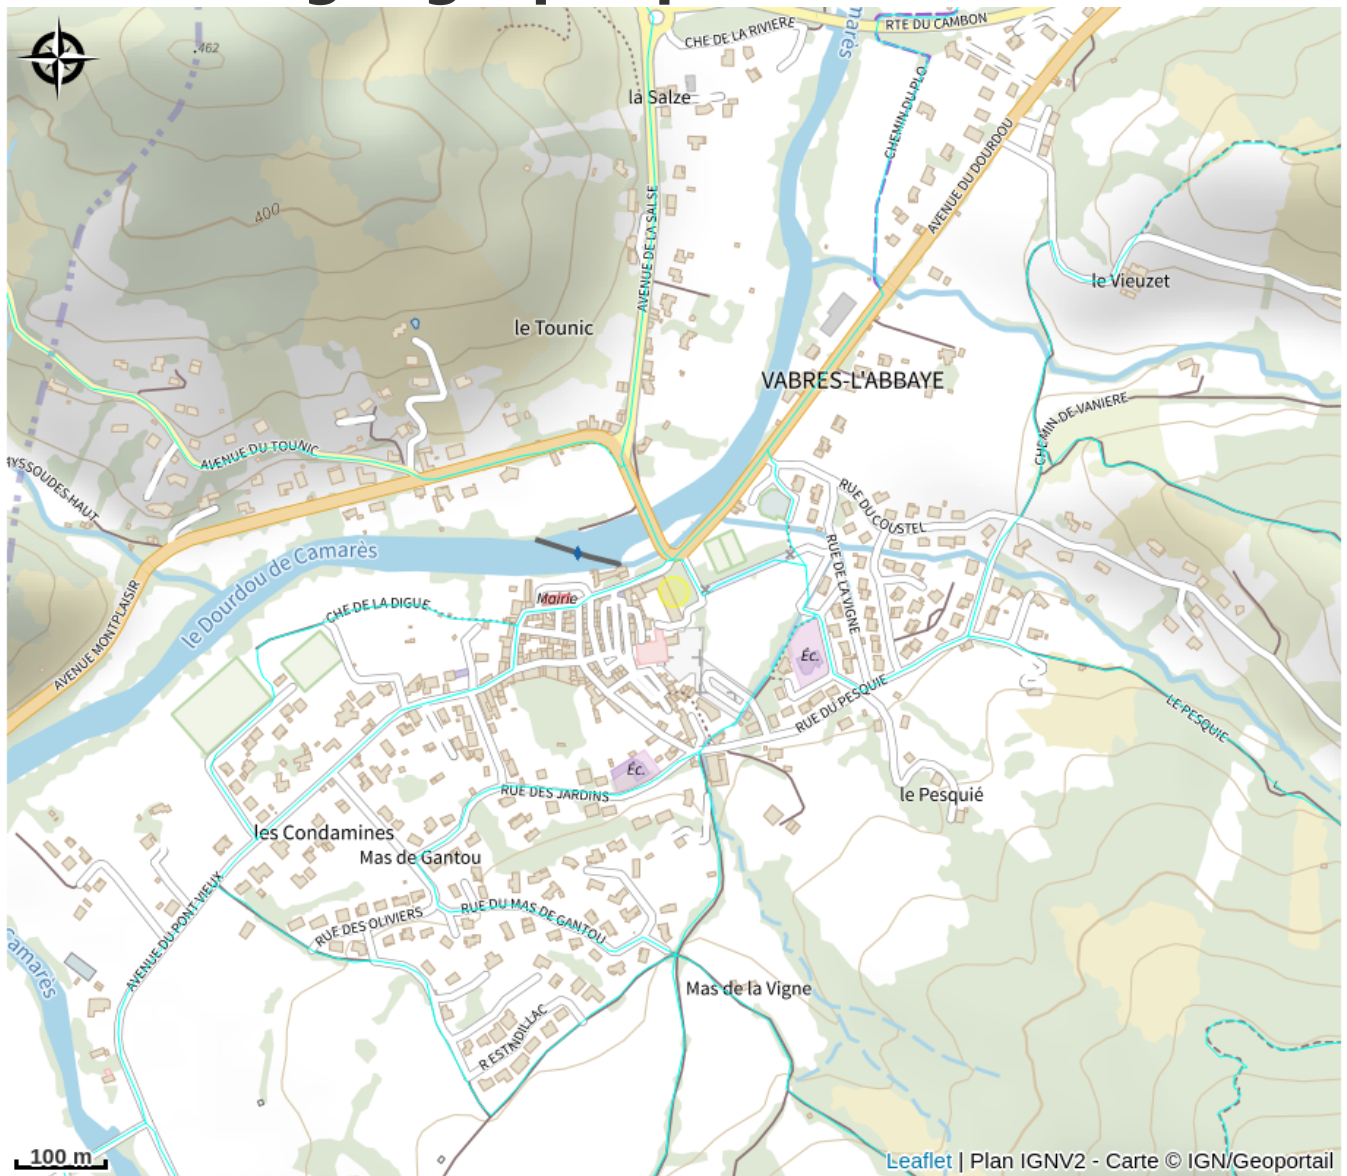 RTE DU CAMBON
CHE DE LA RIVIERE
462
la Salze
CHEMIN DU PLO
AVENUE DU DOURDOU
AVENUE DE LA SALSE
400
le Vieuzet
le Tounic
VABRES-L'ABBAYE
CHEMIN DE VANIERE
AVENUE DU TOUNIC
AYSSOUDES-HAUT
RUE DU COUSTEL
le Dourdou de Camarès
RUE DE LA VIGNE
AVENUE MONTPLAISIR
Mairie
CHE DE LA DIGUE
Éc.
RUE DU PESQUIE
LE PESQUIE
Éc.
RUE DES JARDINS
le Pesquié
les Condamines
Mas de Gantou
AVENUE DU PONT VIEUX
RUE DES OLIVIERS
RUE DU MAS DE GANTOU
Camarès
Mas de la Vigne
R ESTNDILLAC
100 m
Leaflet | Plan IGNV2 - Carte © IGN/Geoportail